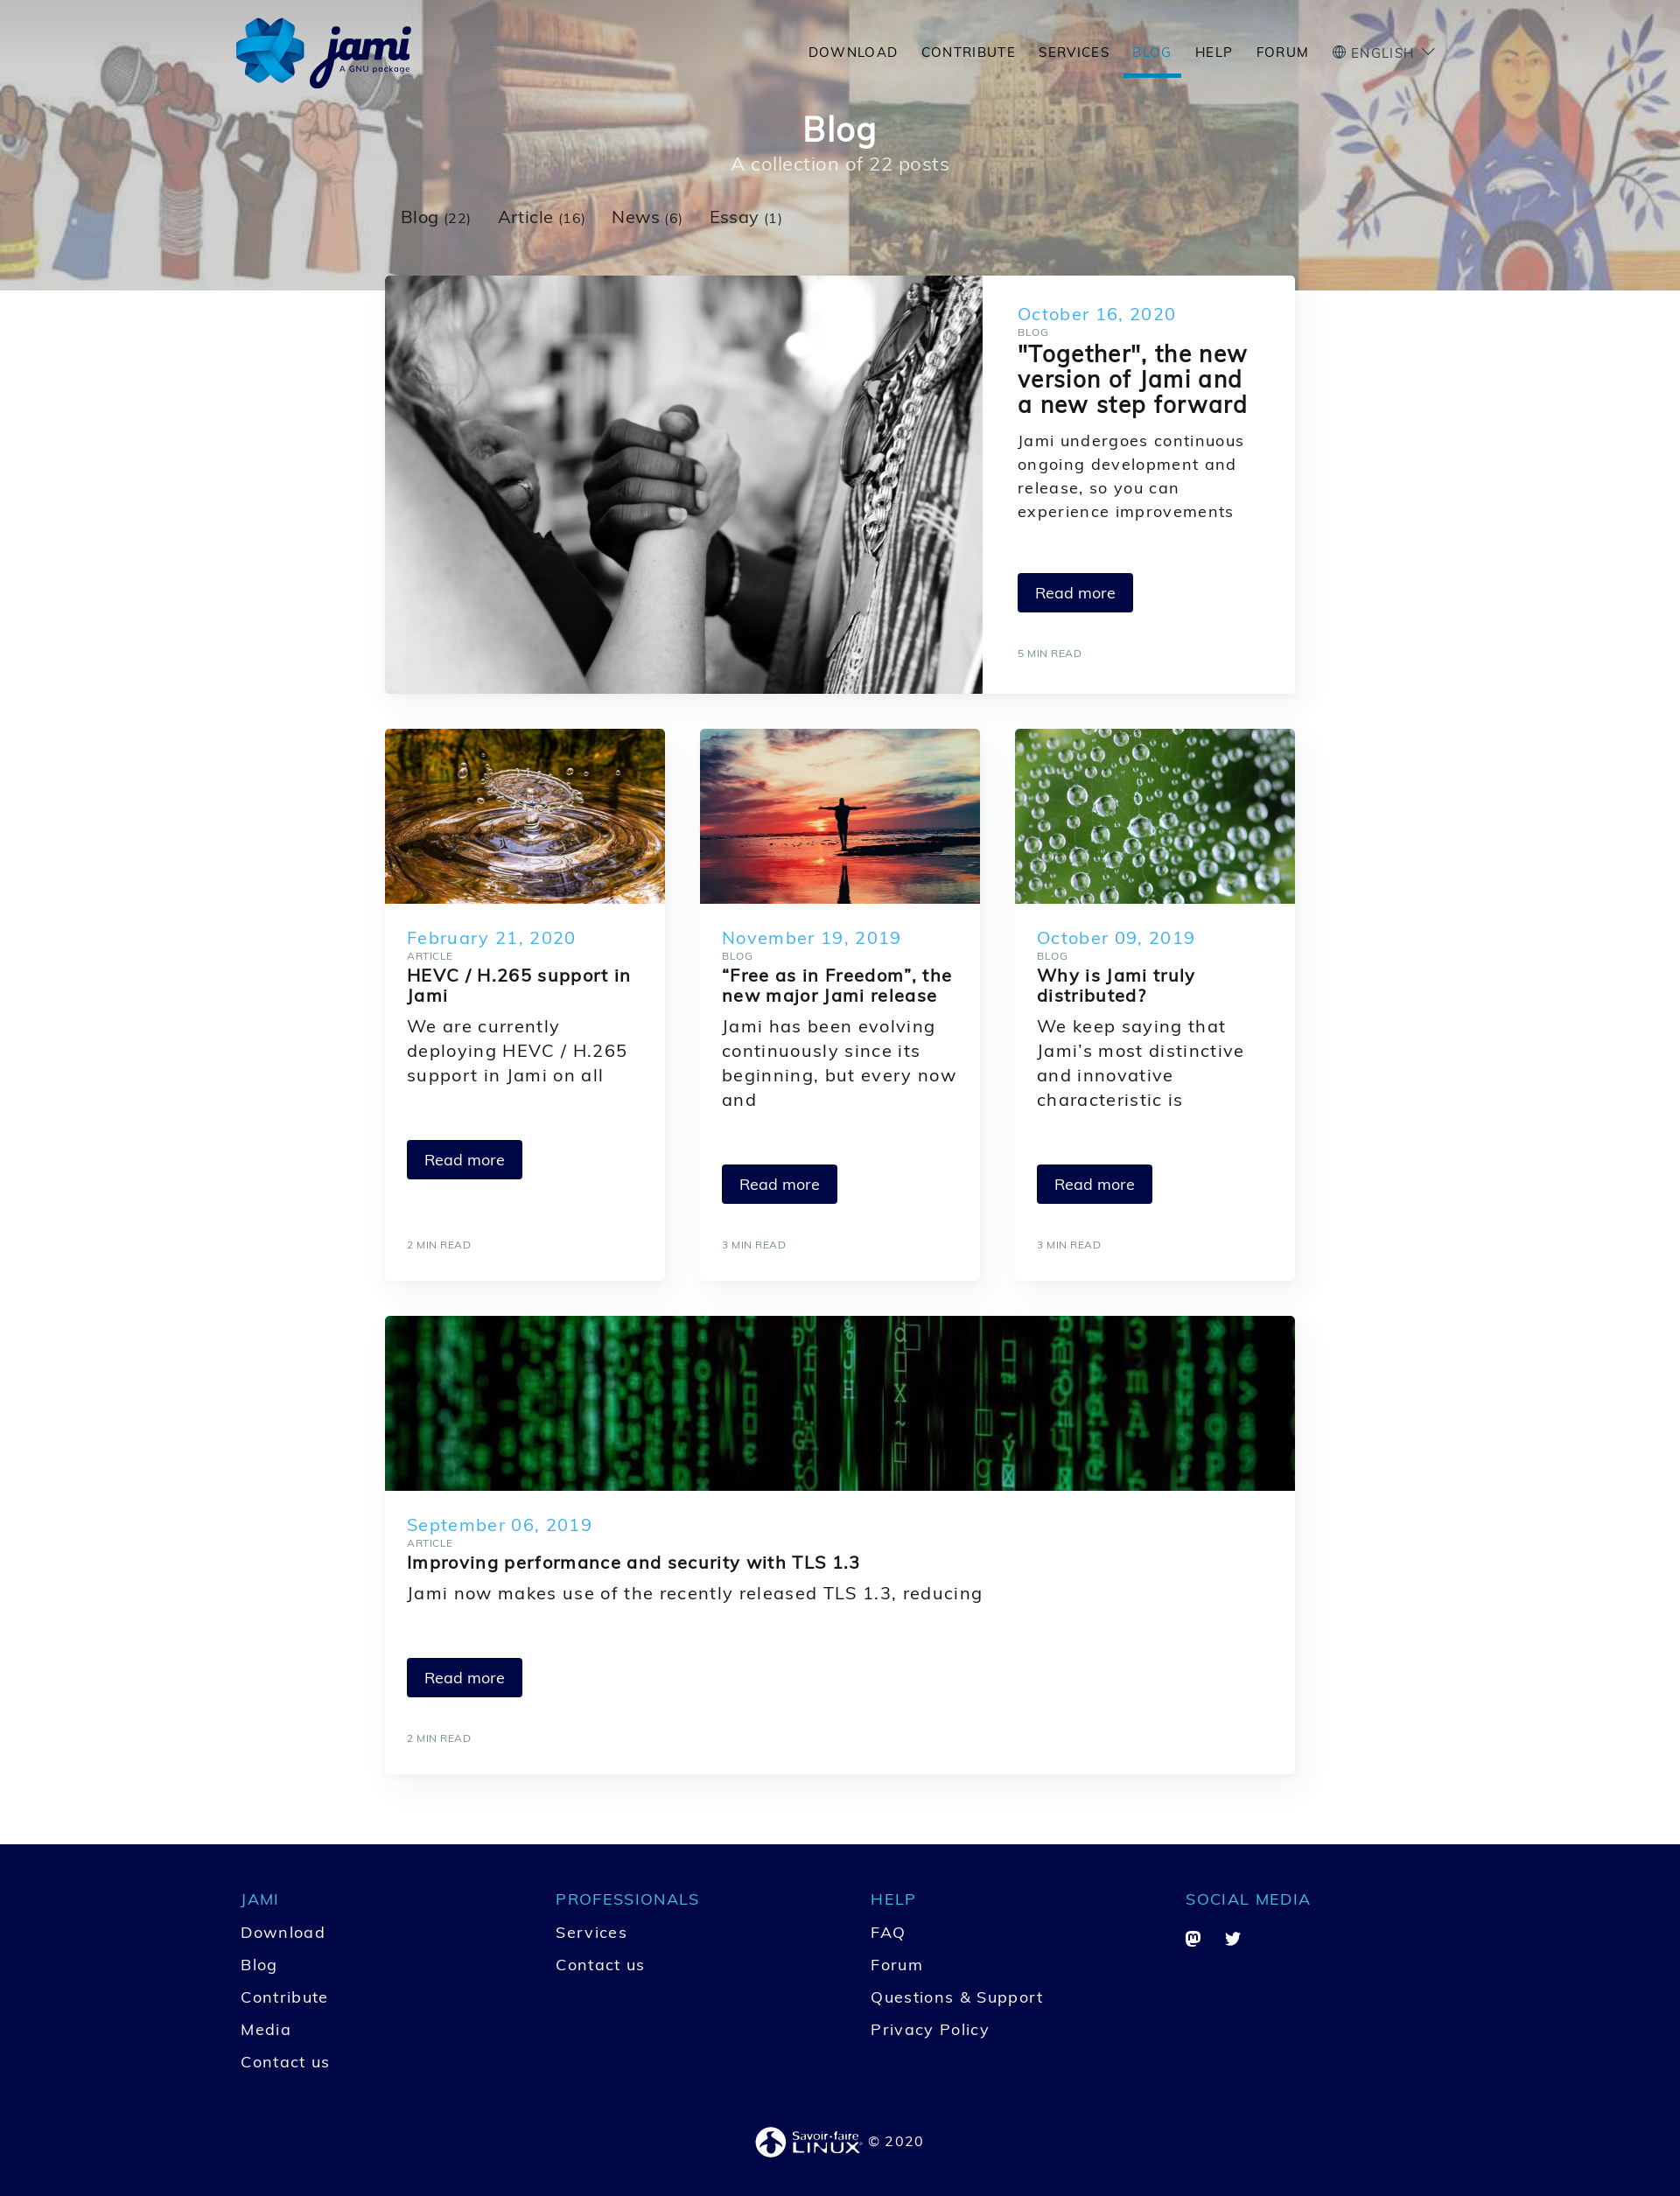 jami
A GNU package
DOWNLOAD CONTRIBUTE SERVICES BLOG HELP FORUM ENGLISH
Blog
A collection of 22 posts
Blog (22) Article (16) News (6) Essay (1)
October 16, 2020
BLOG
"Together", the new
version of Jami and
a new step forward
Jami undergoes continuous
ongoing development and
release, so you can
experience improvements
Read more
5 MIN READ
February 21, 2020
ARTICLE
HEVC / H.265 support in
Jami
We are currently
deploying HEVC / H.265
support in Jami on all
Read more
2 MIN READ
November 19, 2019
BLOG
“Free as in Freedom”, the
new major Jami release
Jami has been evolving
continuously since its
beginning, but every now
and
Read more
3 MIN READ
October 09, 2019
BLOG
Why is Jami truly
distributed?
We keep saying that
Jami’s most distinctive
and innovative
characteristic is
Read more
3 MIN READ
September 06, 2019
ARTICLE
Improving performance and security with TLS 1.3
Jami now makes use of the recently released TLS 1.3, reducing
Read more
2 MIN READ
JAMI
Download
Blog
Contribute
Media
Contact us
PROFESSIONALS
Services
Contact us
HELP
FAQ
Forum
Questions & Support
Privacy Policy
SOCIAL MEDIA
Savoir-faire
LINUX © 2020